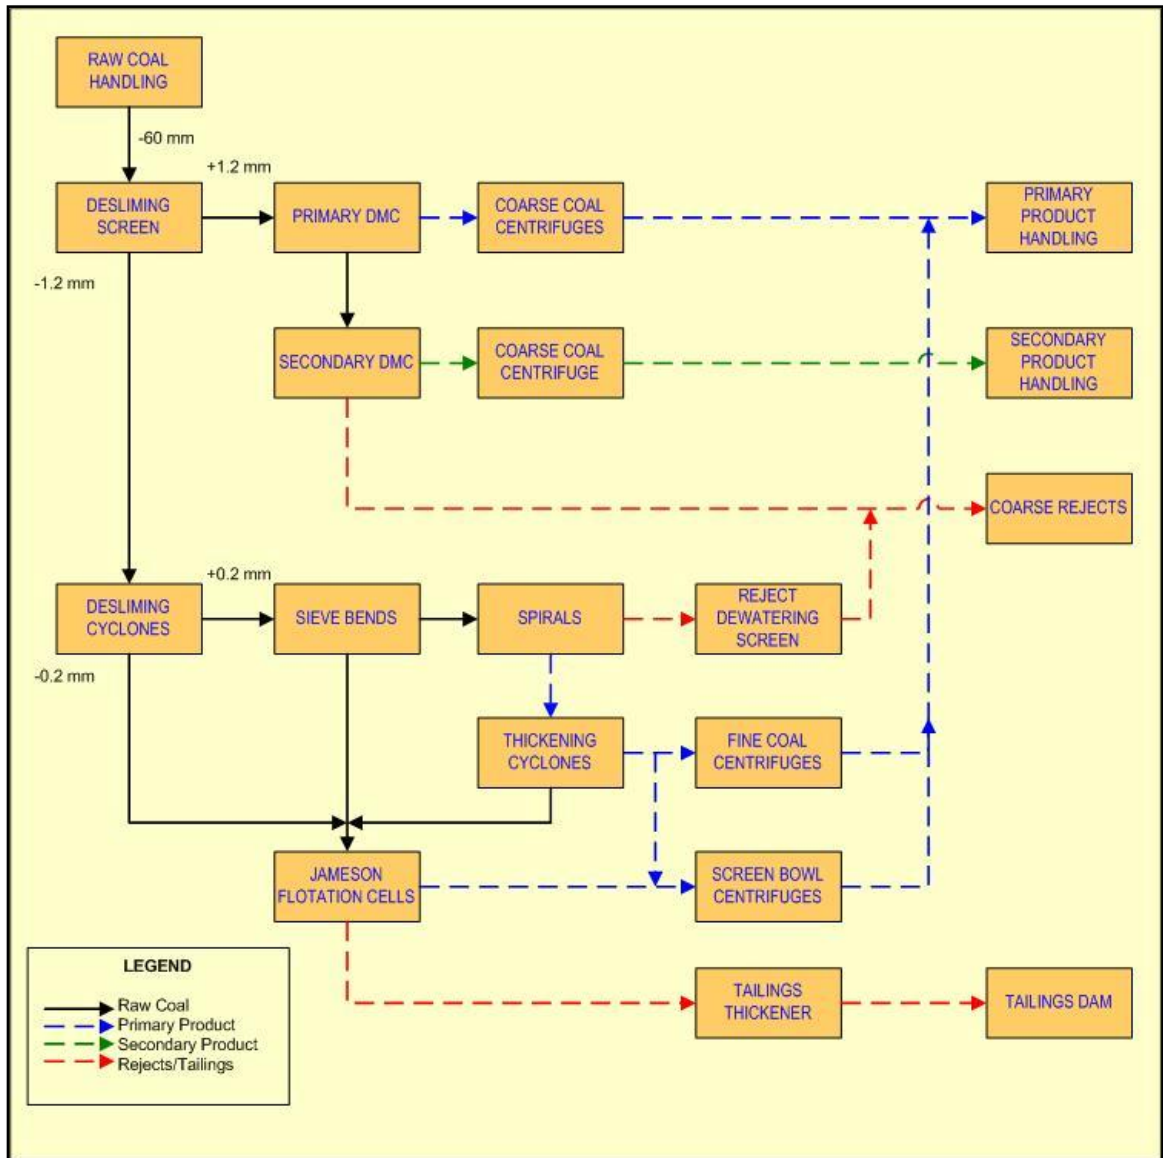 RAW COAL
HANDLING
-60 mm
+1.2 mm
DESLIMING
SCREEN
PRIMARY DMC
COARSE COAL
CENTRIFUGES
PRIMARY
PRODUCT
HANDLING
-1.2 mm
SECONDARY DMC
COARSE COAL
CENTRIFUGE
SECONDARY
PRODUCT
HANDLING
COARSE REJECTS
+0.2 mm
DESLIMING
CYCLONES
SIEVE BENDS
SPIRALS
REJECT
DEWATERING
SCREEN
-0.2 mm
THICKENING
CYCLONES
FINE COAL
CENTRIFUGES
JAMESON
FLOTATION CELLS
SCREEN BOWL
CENTRIFUGES
TAILINGS
THICKENER
TAILINGS DAM
LEGEND
Raw Coal
Primary Product
Secondary Product
Rejects/Tailings